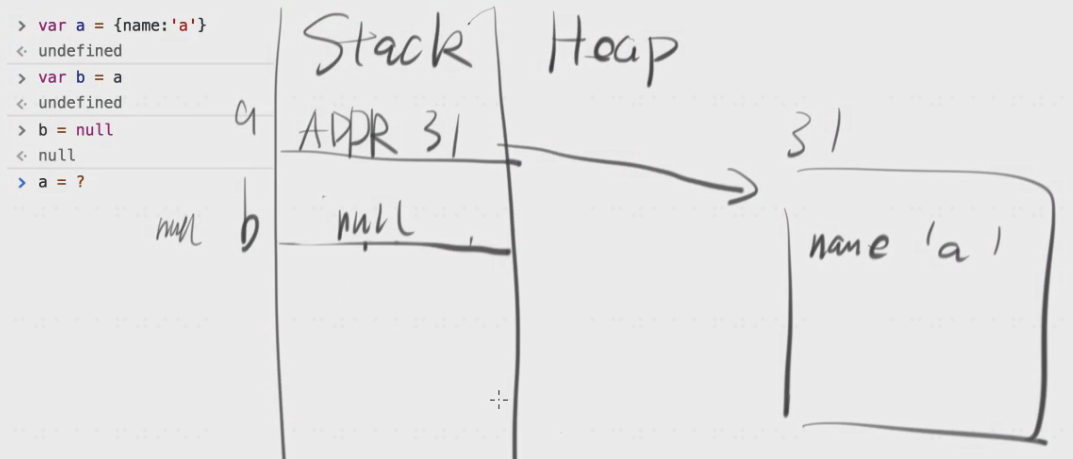 > var a = {name:'a'}
<· undefined
> var b = a
<· undefined
> b = null
<· null
> a = ?
Stack Heap
a ADDR 31
31
null b null
name 'a'